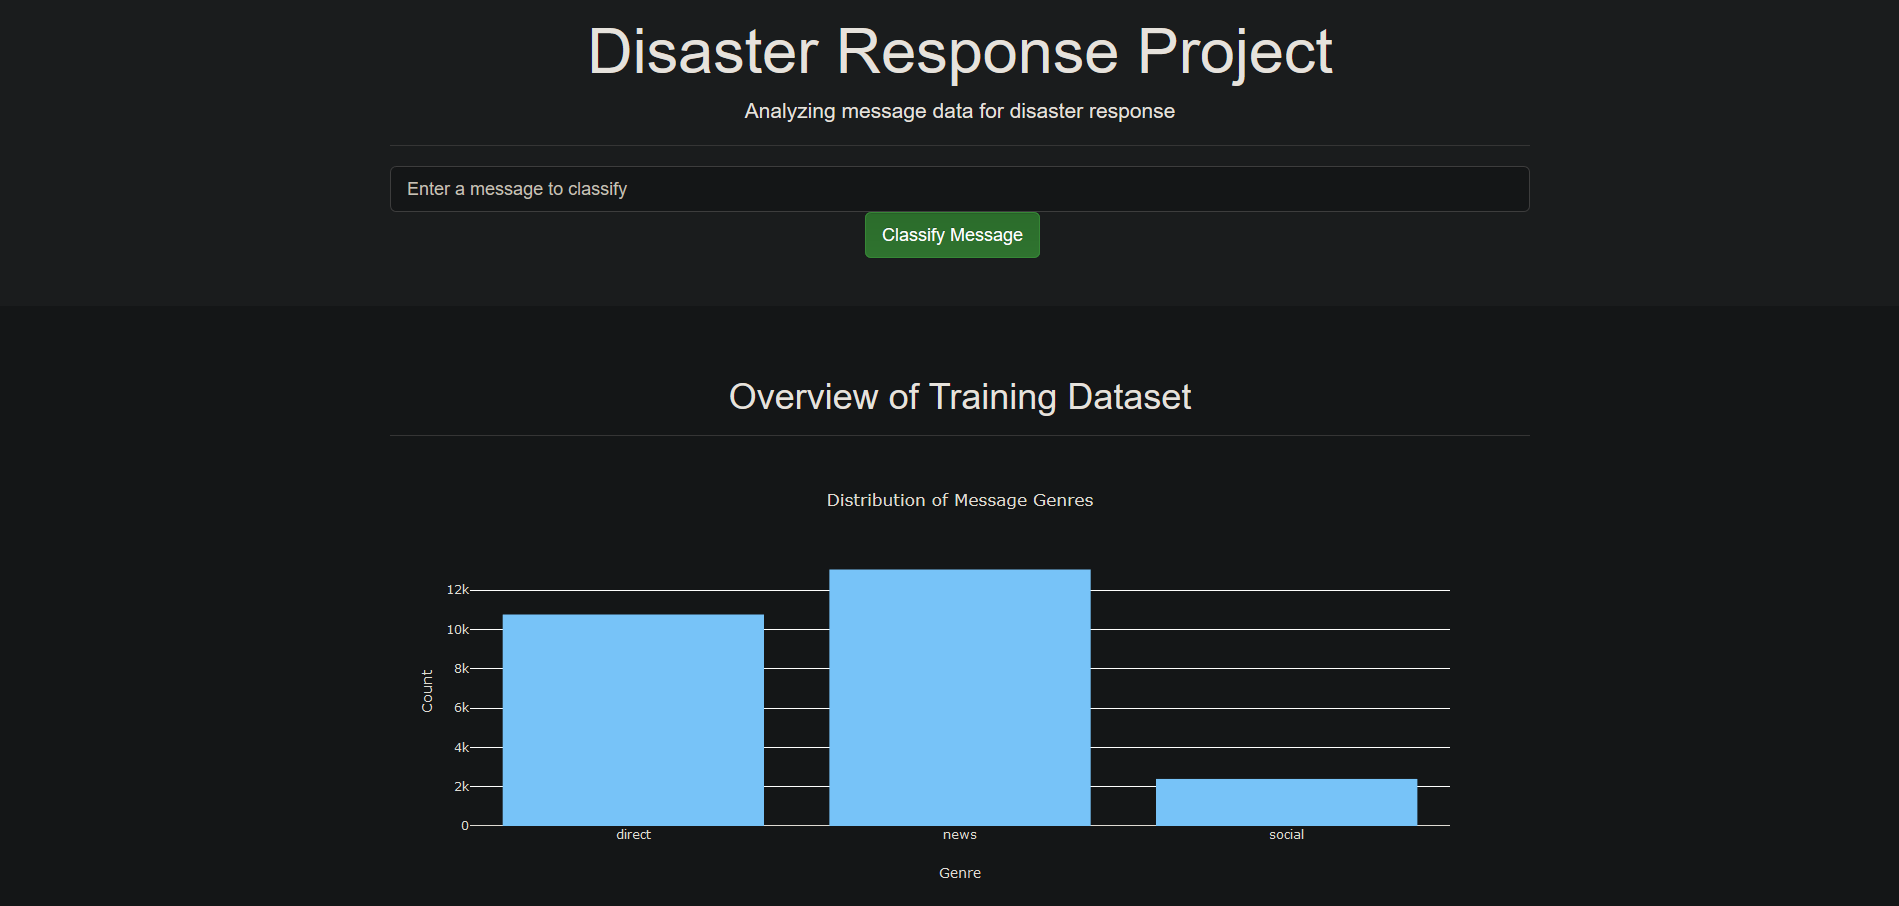 Disaster Response Project
Analyzing message data for disaster response
Enter a message to classify
Classify Message
Overview of Training Dataset
Distribution of Message Genres
12k
10k
8k
6k
4k
2k
0
Count
direct news social
Genre